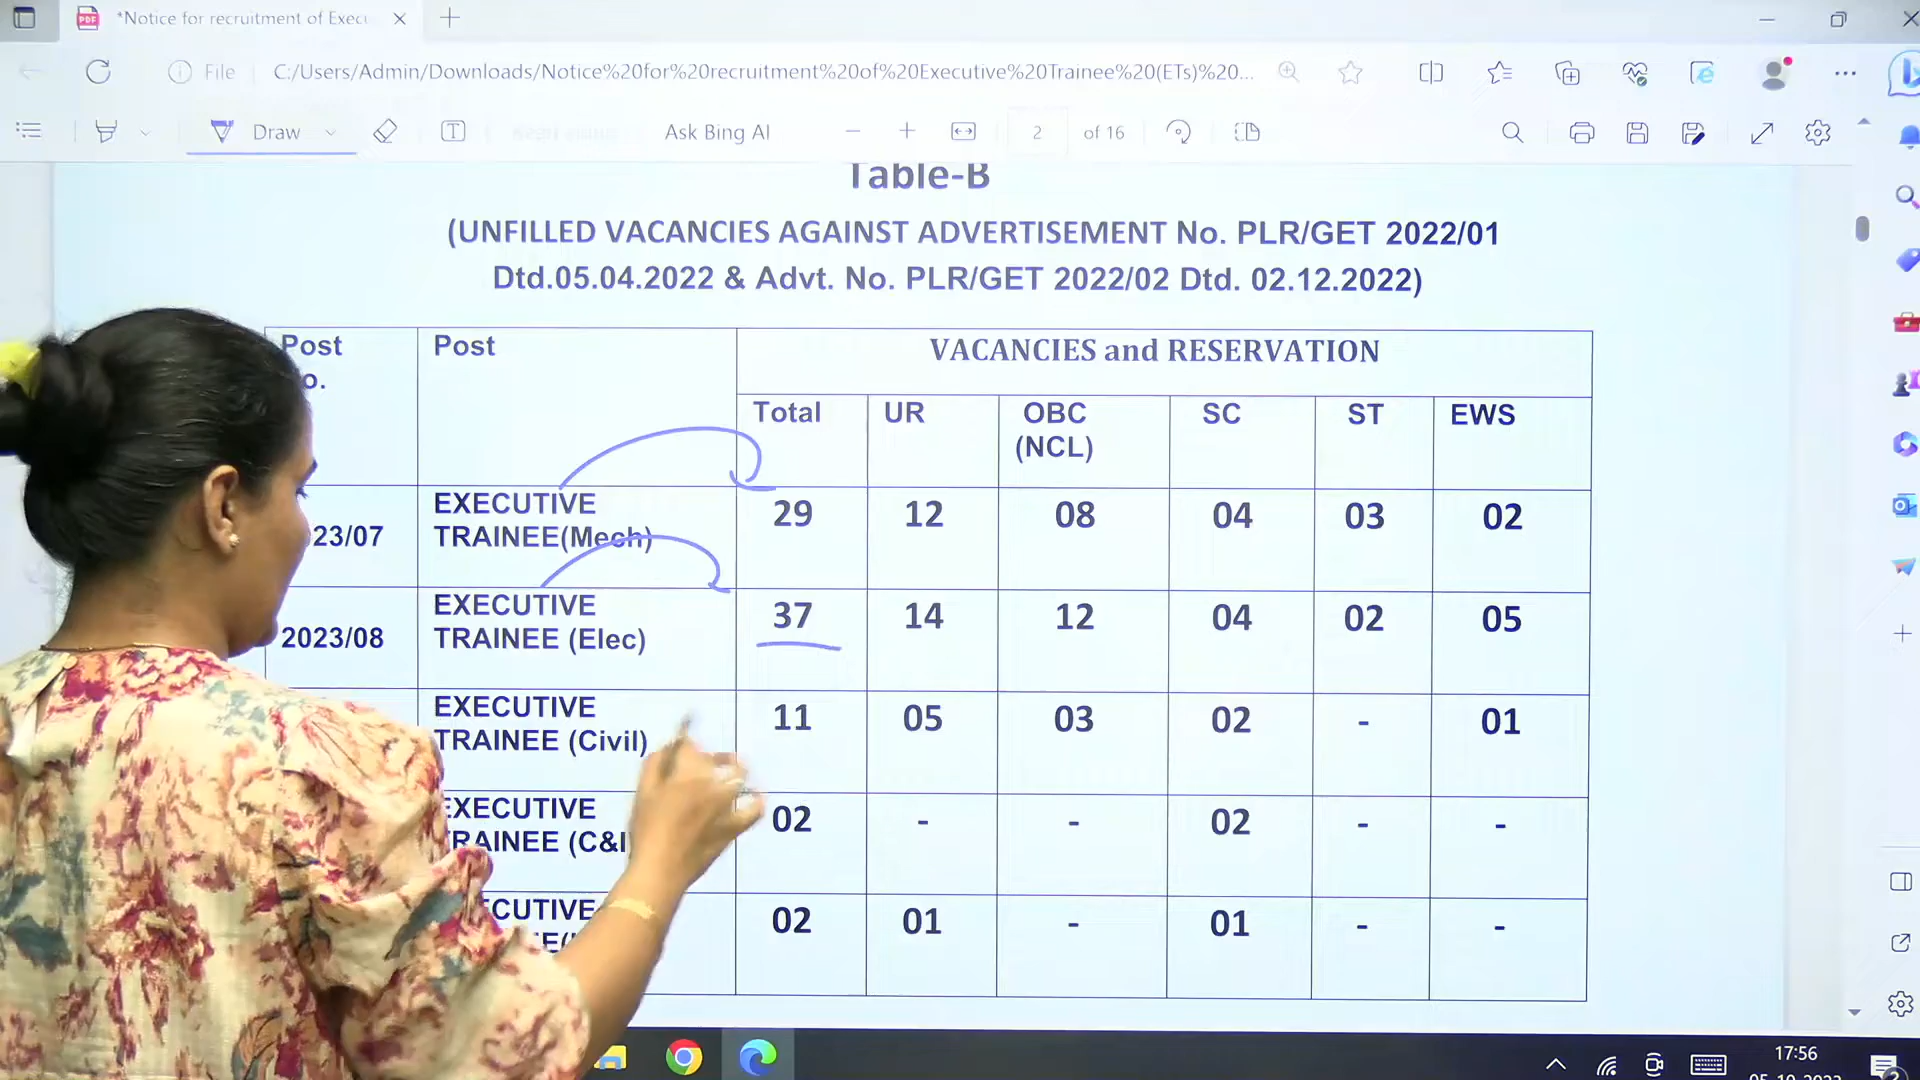 *Notice for recruitment of Exec
File C:/Users/Admin/Downloads/Notice%20for%20recruitment%20of%20Executive%20Trainee%20(ETs)%20...
Draw Ask Bing AI 2 of 16
Table-B
(UNFILLED VACANCIES AGAINST ADVERTISEMENT No. PLR/GET 2022/01
Dtd.05.04.2022 & Advt. No. PLR/GET 2022/02 Dtd. 02.12.2022)
Post Post VACANCIES and RESERVATION
Total UR OBC SC ST EWS
(NCL)
EXECUTIVE 29 12 08 04 03 02
23/07 TRAINEE(Mech)
EXECUTIVE 37 14 12 04 02 05
2023/08 TRAINEE (Elec)
EXECUTIVE 11 05 03 02 - 01
TRAINEE (Civil)
EXECUTIVE 02 - - 02 - -
TRAINEE (C&I
02 01 - 01 - -
17:56